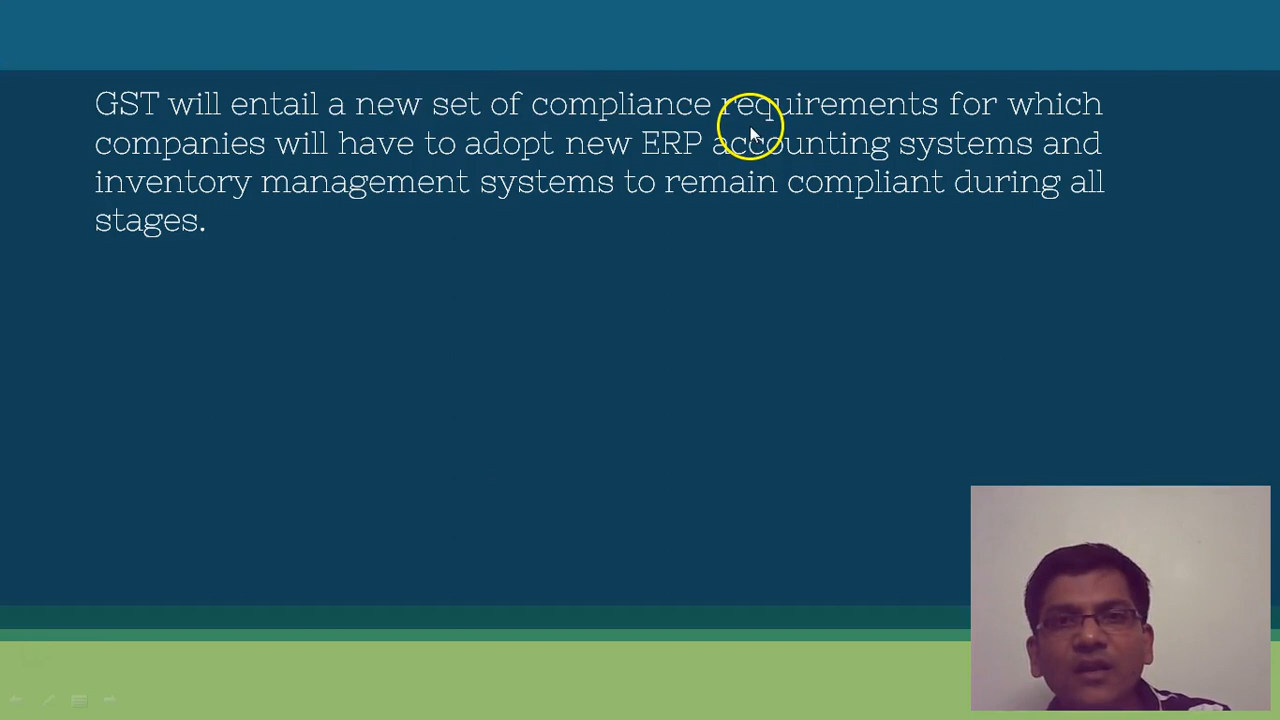 GST will entail a new set of compliance requirements for which
companies will have to adopt new ERP accounting systems and
inventory management systems to remain compliant during all
stages.